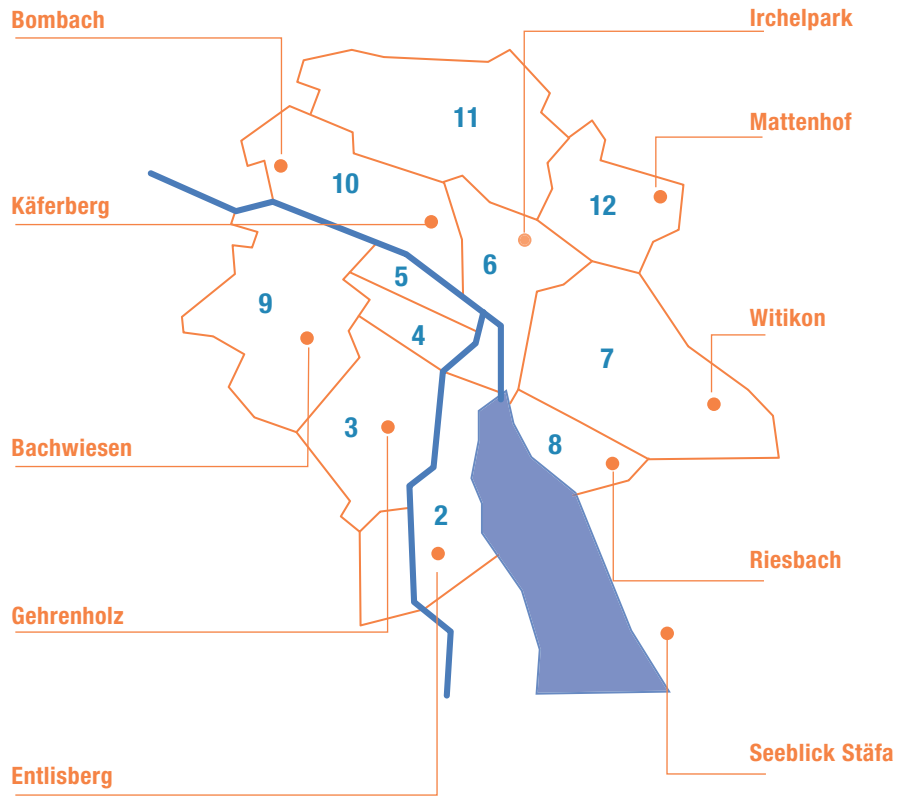 Bombach
Irchelpark
11
Mattenhof
10
12
Käferberg
6
5
9
Witikon
4
7
3
Bachwiesen
8
2
Riesbach
Gehrenholz
Seeblick Stäfa
Entlisberg